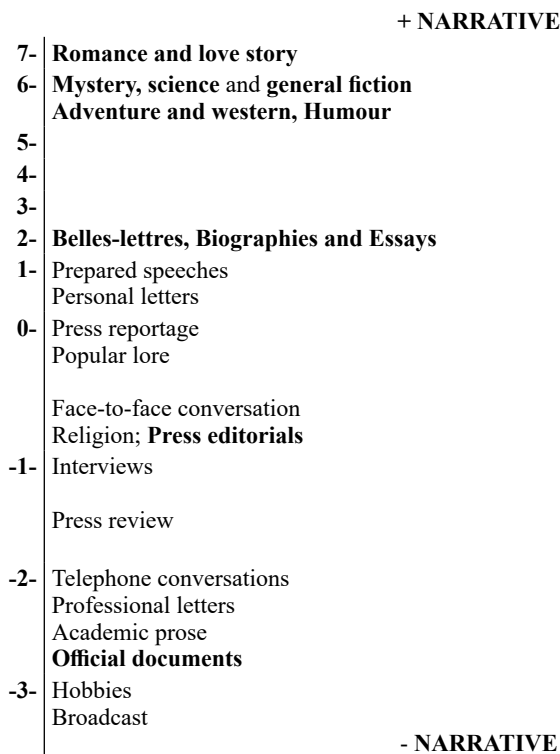 + NARRATIVE
7- Romance and love story
6- Mystery, science and general fiction
Adventure and western, Humour
5-
4-
3-
2- Belles-lettres, Biographies and Essays
1- Prepared speeches
Personal letters
0- Press reportage
Popular lore
Face-to-face conversation
Religion; Press editorials
-1- Interviews
Press review
-2- Telephone conversations
Professional letters
Academic prose
Official documents
-3- Hobbies
Broadcast
- NARRATIVE